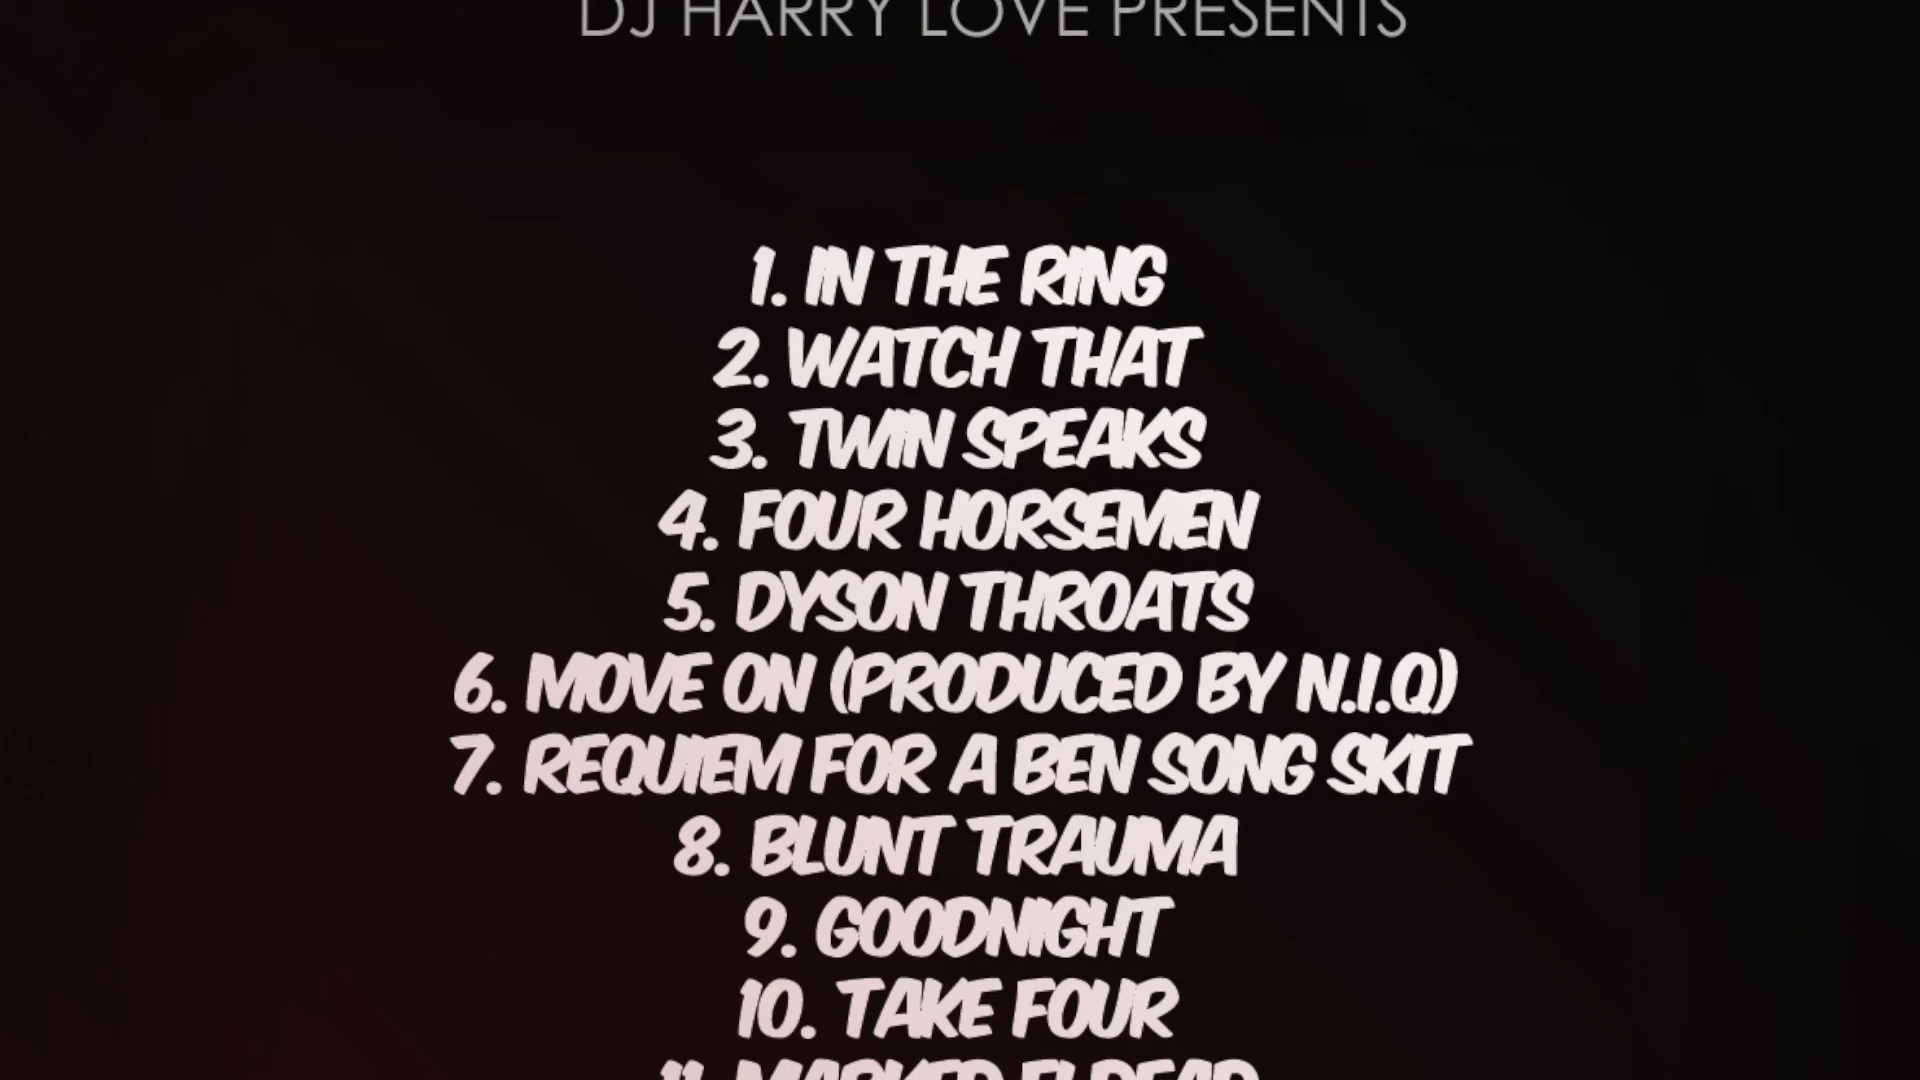 DJ HARRY LOVE PRESENTS
1. IN THE RING
2. WATCH THAT
3. TWIN SPEAKS
4. FOUR HORSEMEN
5. DYSON THROATS
6. MOVE ON (PRODUCED BY N.I.Q)
7. REQUIEM FOR A BEN SONG SKIT
8. BLUNT TRAUMA
9. GOODNIGHT
10. TAKE FOUR
11. MARKED